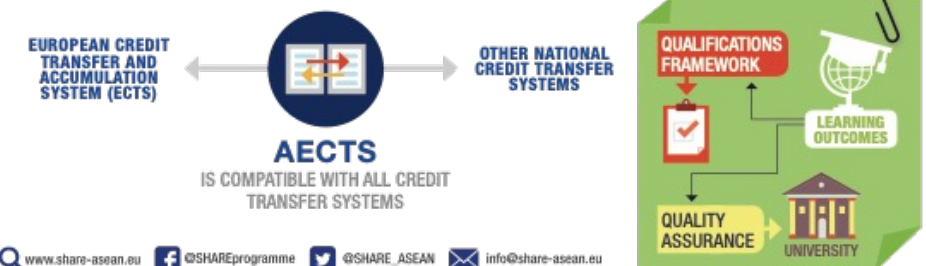 EUROPEAN CREDIT
TRANSFER AND
ACCUMULATION
SYSTEM (ECTS)
OTHER NATIONAL
CREDIT TRANSFER
SYSTEMS
AECTS
IS COMPATIBLE WITH ALL CREDIT
TRANSFER SYSTEMS
QUALIFICATIONS
FRAMEWORK
LEARNING
OUTCOMES
QUALITY
ASSURANCE
UNIVERSITY
www.share-asean.eu @SHAREprogramme @SHARE_ASEAN info@share-asean.eu